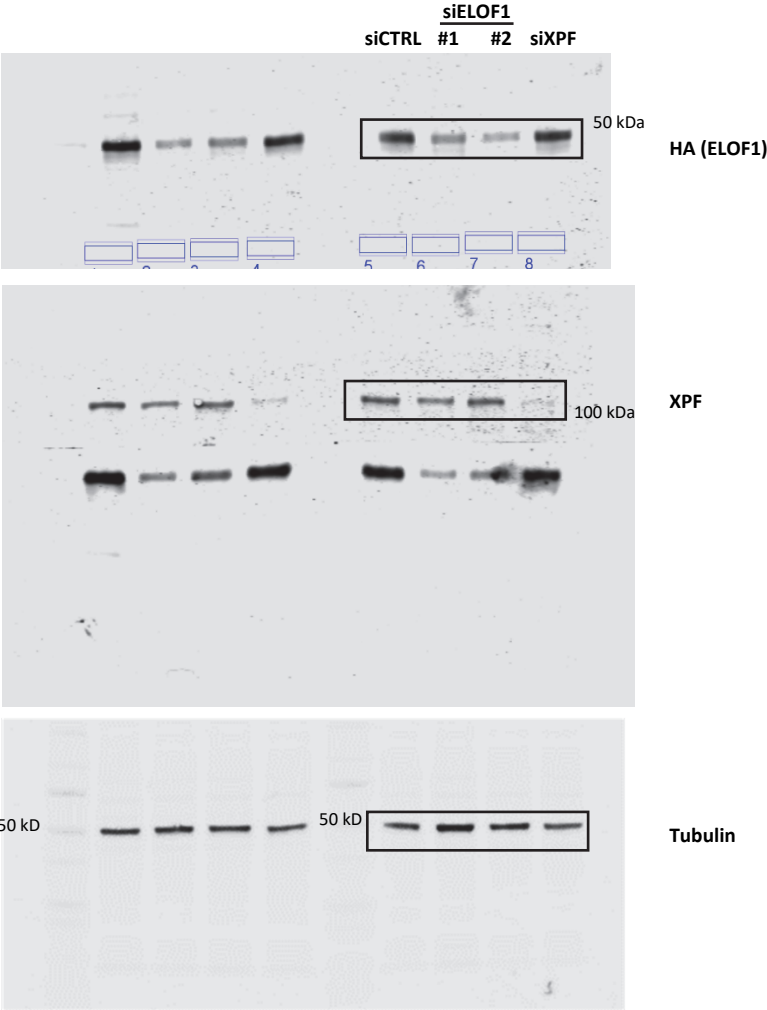 siELOF1
siCTRL #1 #2 siXPF
50 kDa
HA (ELOF1)
5 6 7 8
XPF
100 kDa
50 kD 50 kD
Tubulin